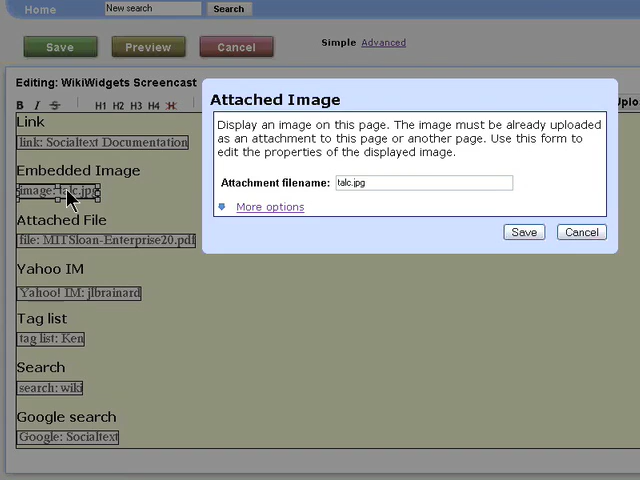 Home
New search
Search
Save
Preview
Cancel
Simple Advanced
Editing: WikiWidgets Screencast
B I S H1 H2 H3 H4 H
Attached Image
Display an image on this page. The image must be already uploaded
as an attachment to this page or another page. Use this form to
edit the properties of the displayed image.
Attachment filename: talc.jpg
More options
Save
Cancel
Link
link: Socialtext Documentation
Embedded Image
image: talc.jpg
Attached File
file: MITSloan-Enterprise20.pdf
Yahoo IM
Yahoo! IM: jlbrainard
Tag list
tag list: Ken
Search
search: wiki
Google search
Google: Socialtext